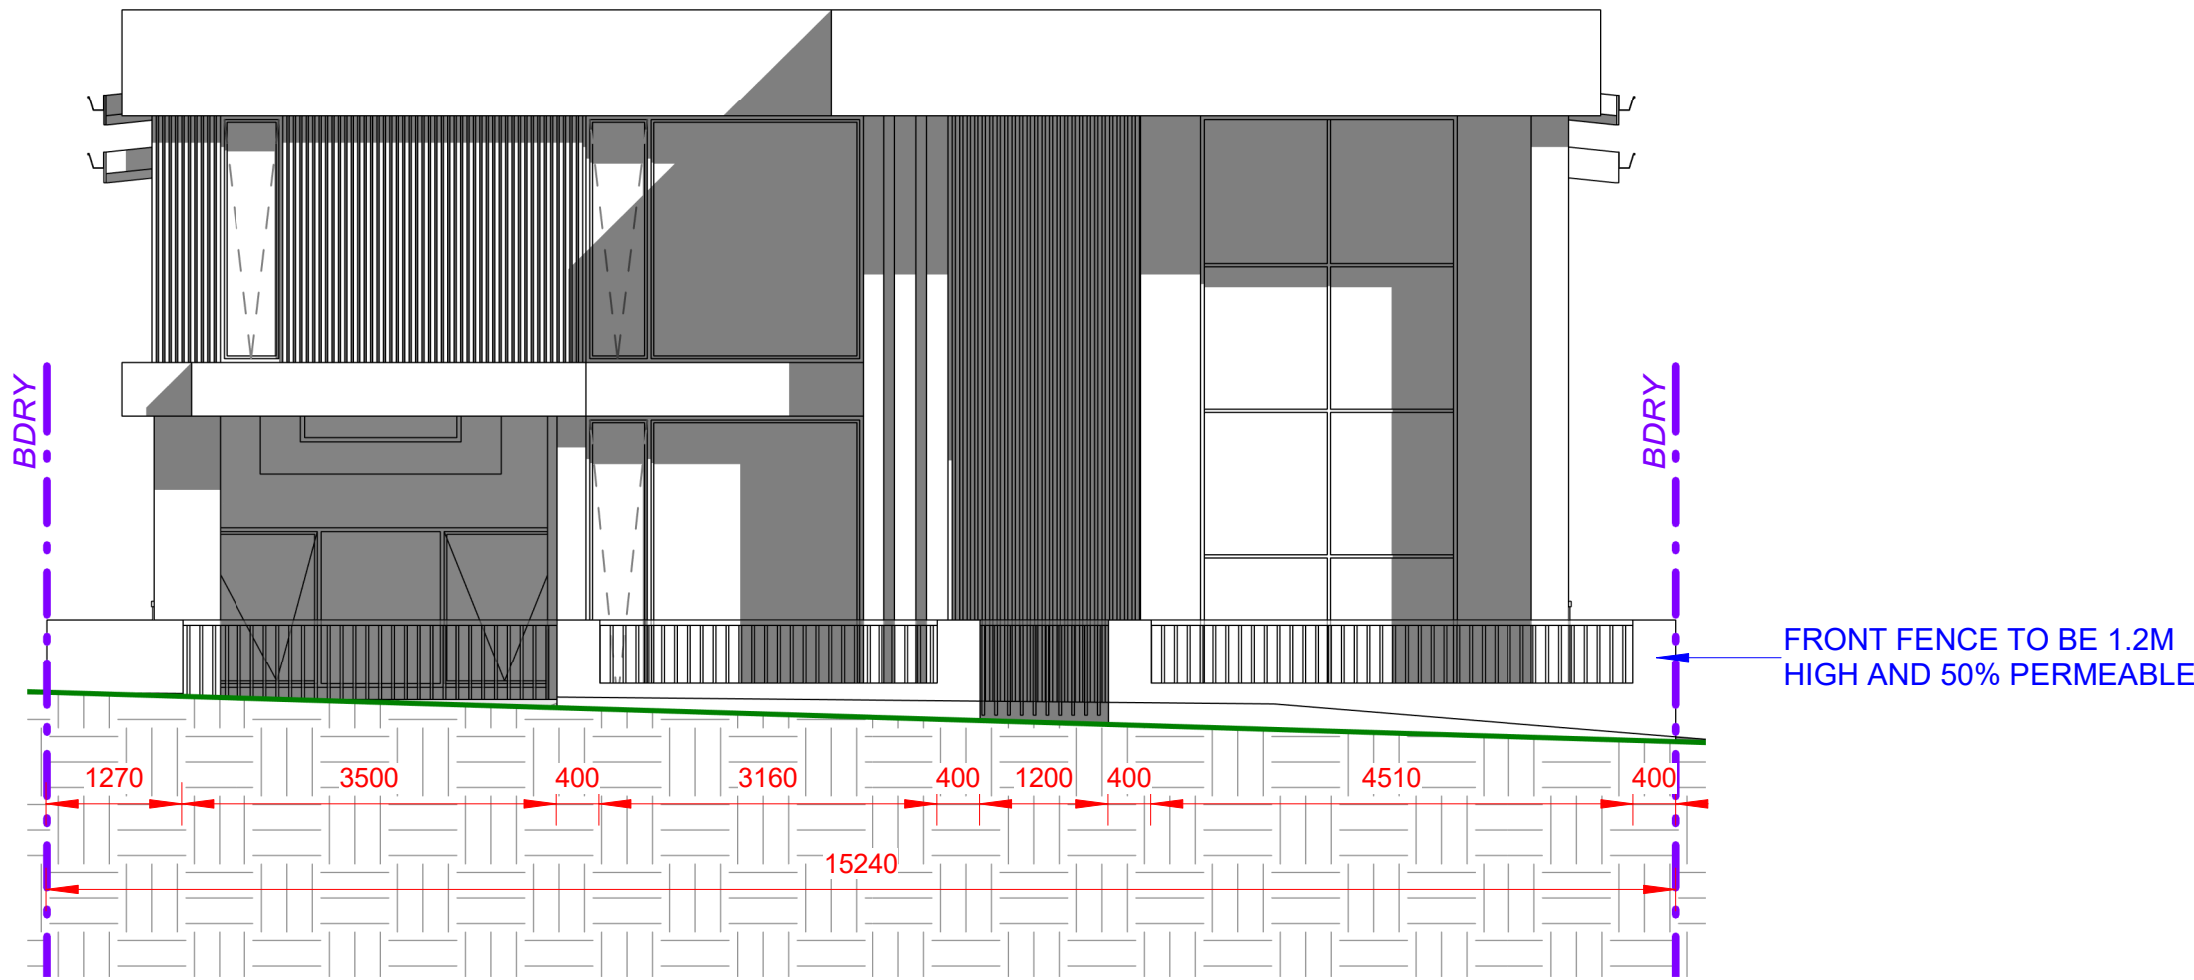 BDRY
BDRY
FRONT FENCE TO BE 1.2M
HIGH AND 50% PERMEABLE
1270 3500 400 3160 400 1200 400 4510 400
15240